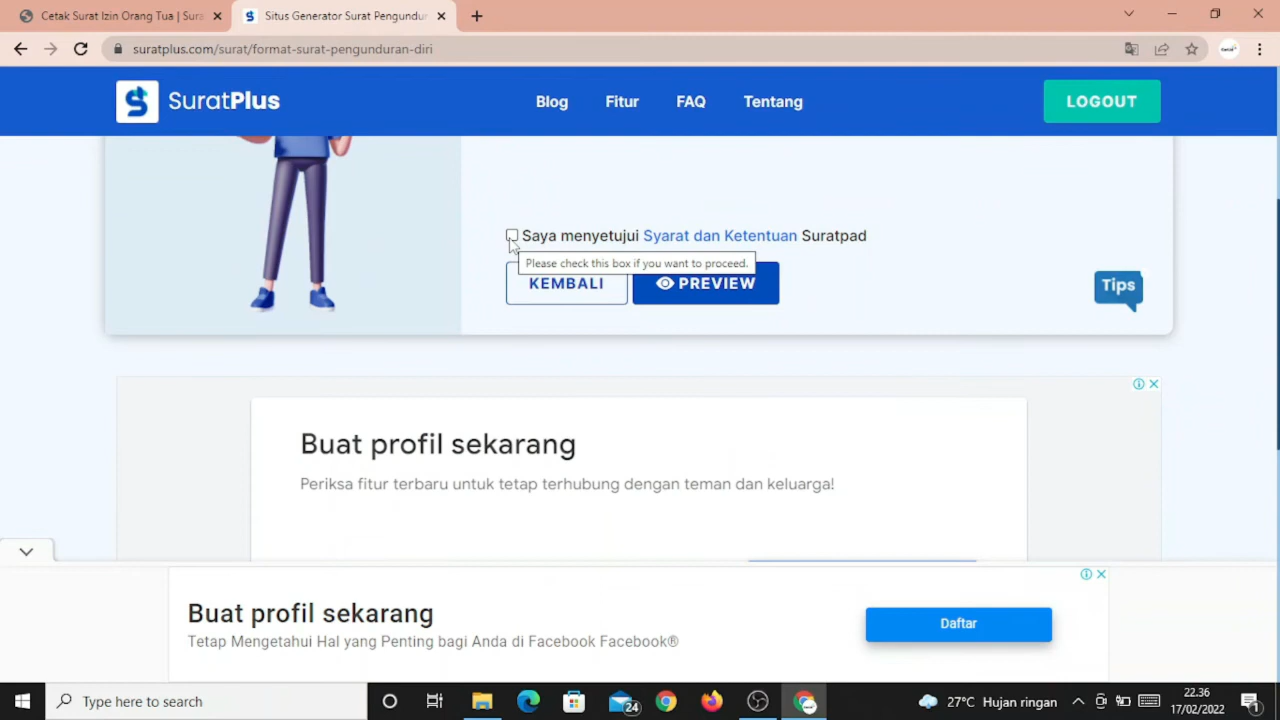 Cetak Surat Izin Orang Tua | Sura
Situs Generator Surat Pengundur
suratplus.com/surat/format-surat-pengunduran-diri
SuratPlus
Blog
Fitur
FAQ
Tentang
LOGOUT
Saya menyetujui Syarat dan Ketentuan Suratpad
Please check this box if you want to proceed.
KEMBALI
PREVIEW
Tips
Buat profil sekarang
Periksa fitur terbaru untuk tetap terhubung dengan teman dan keluarga!
Buat profil sekarang
Tetap Mengetahui Hal yang Penting bagi Anda di Facebook Facebook®
Daftar
Type here to search
24
27°C Hujan ringan
22.36
17/02/2022
1